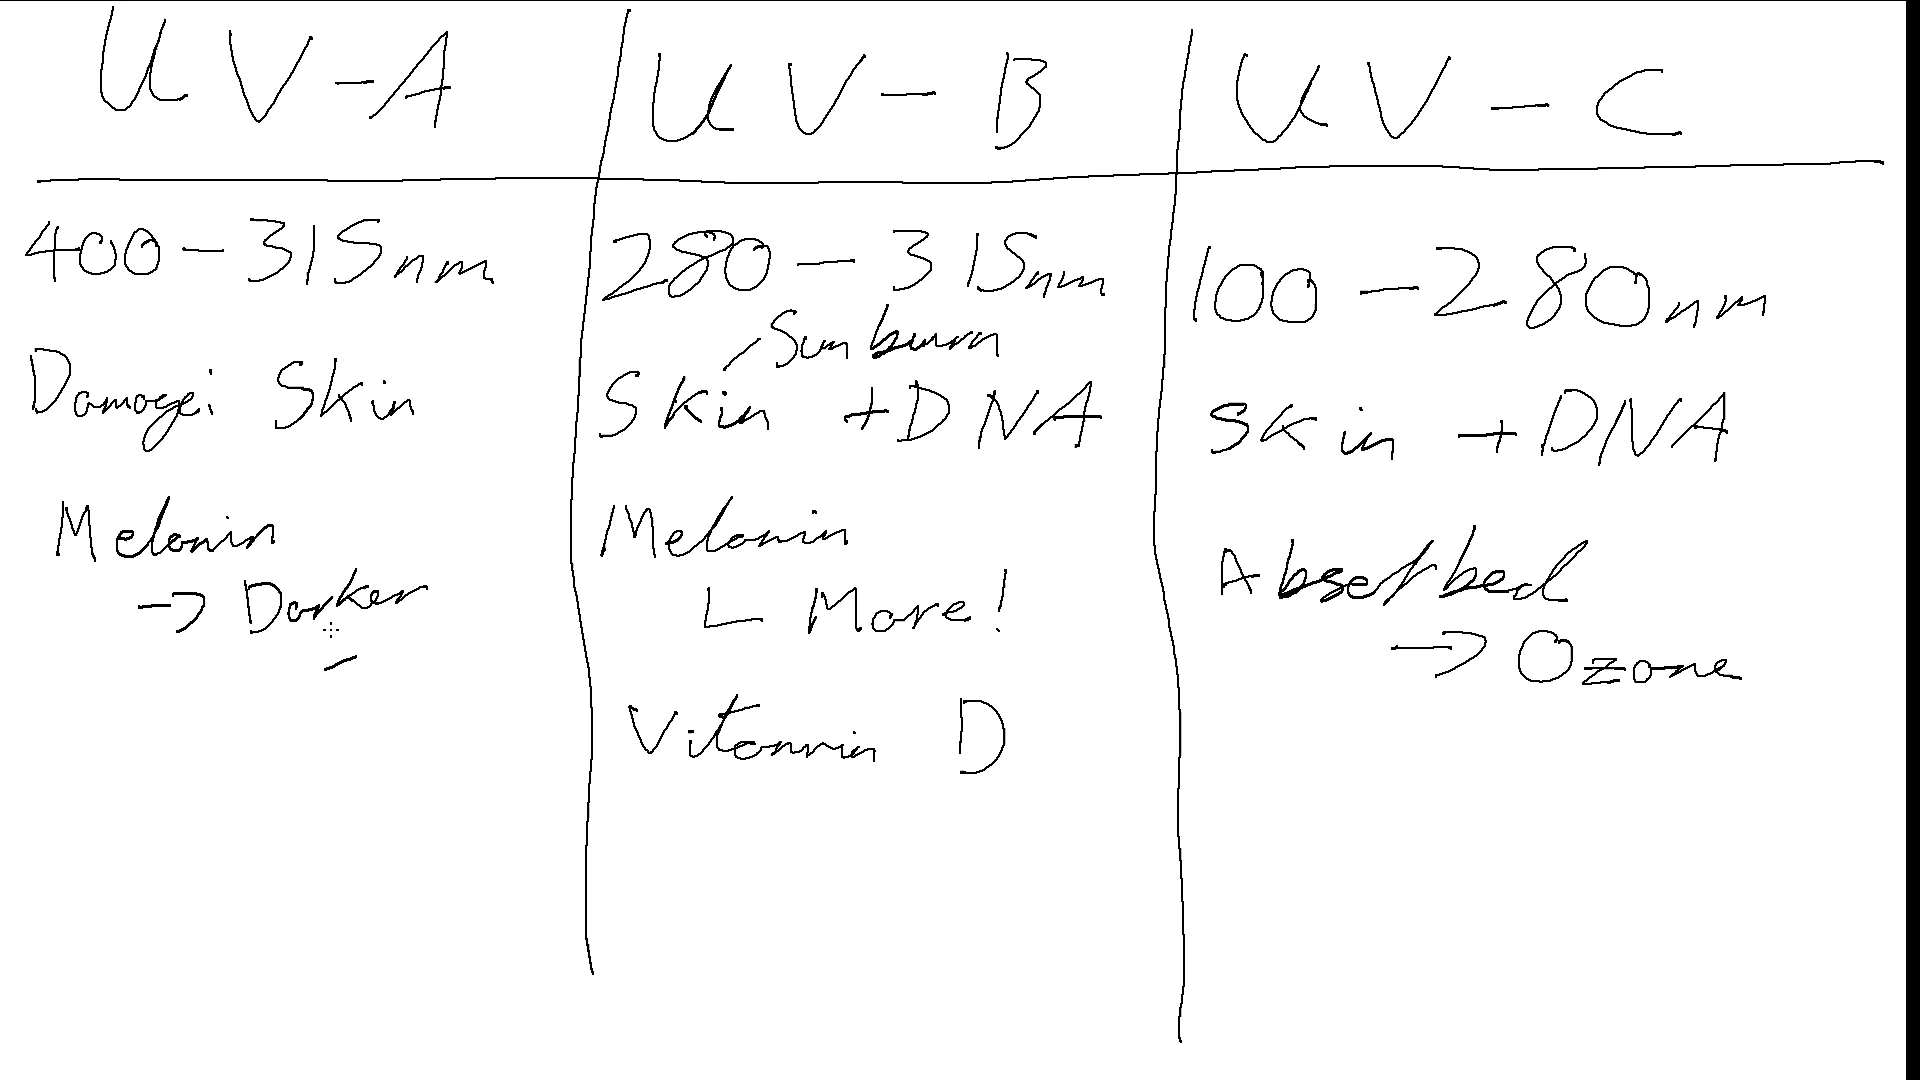 UV-A
400-315nm
Damage: Skin
Melanin
-> Darker
UV-B
280-315nm
Sunburn
Skin +DNA
Melanin
More!
Vitamin D
UV-C
100-280nm
Skin +DNA
Absorbed
-> Ozone